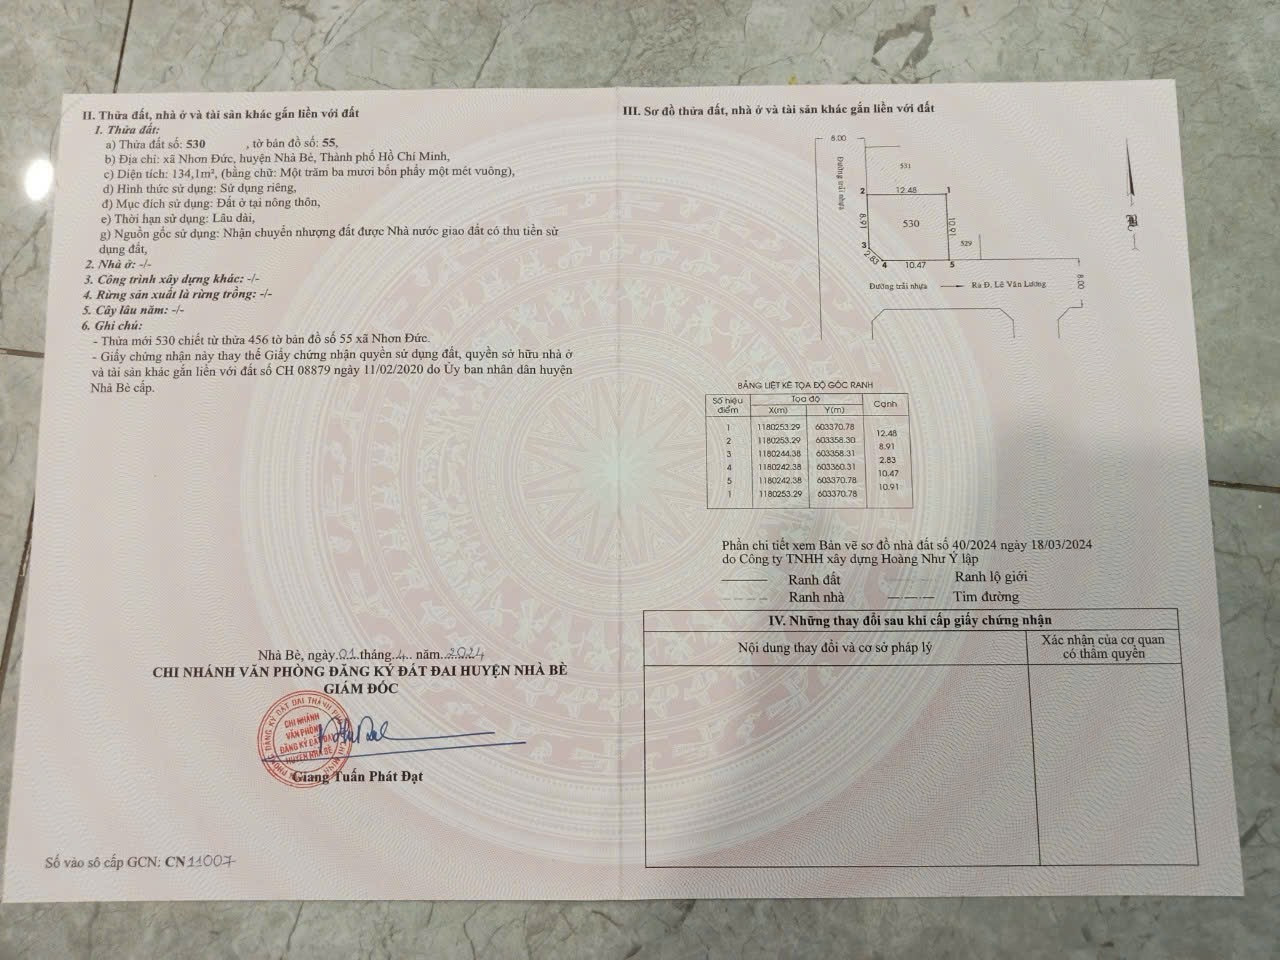 II. Thửa đất, nhà ở và tài sản khác gắn liền với đất
1. Thửa đất:
a) Thửa đất số: 530 , tờ bản đồ số: 55,
b) Địa chỉ: xã Nhơn Đức, huyện Nhà Bè, Thành phố Hồ Chí Minh,
c) Diện tích: 134,1m², (bằng chữ: Một trăm ba mươi bốn phẩy một mét vuông),
d) Hình thức sử dụng: Sử dụng riêng,
đ) Mục đích sử dụng: Đất ở tại nông thôn,
e) Thời hạn sử dụng: Lâu dài,
g) Nguồn gốc sử dụng: Nhận chuyển nhượng đất được Nhà nước giao đất có thu tiền sử
dụng đất,
2. Nhà ở: -/-
3. Công trình xây dựng khác: -/-
4. Rừng sản xuất là rừng trồng: -/-
5. Cây lâu năm: -/-
6. Ghi chú:
- Thửa mới 530 chiết từ thửa 456 tờ bản đồ số 55 xã Nhơn Đức.
- Giấy chứng nhận này thay thế Giấy chứng nhận quyền sử dụng đất, quyền sở hữu nhà ở
và tài sản khác gắn liền với đất số CH 08879 ngày 11/02/2020 do Ủy ban nhân dân huyện
Nhà Bè cấp.
Nhà Bè, ngày 01 tháng 4 năm 2024
CHI NHÁNH VĂN PHÒNG ĐĂNG KÝ ĐẤT ĐAI HUYỆN NHÀ BÈ
GIÁM ĐỐC
CHI NHÁNH
VĂN PHÒNG
ĐĂNG KÝ ĐẤT ĐAI
HUYỆN NHÀ BÈ
Giang Tuấn Phát Đạt
Số vào sổ cấp GCN: CN 11007
III. Sơ đồ thửa đất, nhà ở và tài sản khác gắn liền với đất
8.00
Đường trải nhựa
531
2 12.48 1
8.91
530
10.91
529
3
2.83
4 10.47 5
Đường trải nhựa Ra Đ. Lê Văn Lương
8.00
BẢNG LIỆT KÊ TỌA ĐỘ GÓC RANH
Số hiệu điểm Tọa độ Cạnh
X(m) Y(m)
1 1180253.29 603370.78
12.48
2 1180253.29 603358.30
8.91
3 1180244.38 603358.31
2.83
4 1180242.38 603360.31
10.47
5 1180242.38 603370.78
10.91
1 1180253.29 603370.78
Phần chi tiết xem Bản vẽ sơ đồ nhà đất số 40/2024 ngày 18/03/2024
do Công ty TNHH xây dựng Hoàng Như Ý lập
Ranh đất Ranh lộ giới
Ranh nhà Tim đường
IV. Những thay đổi sau khi cấp giấy chứng nhận
Nội dung thay đổi và cơ sở pháp lý
Xác nhận của cơ quan
có thẩm quyền